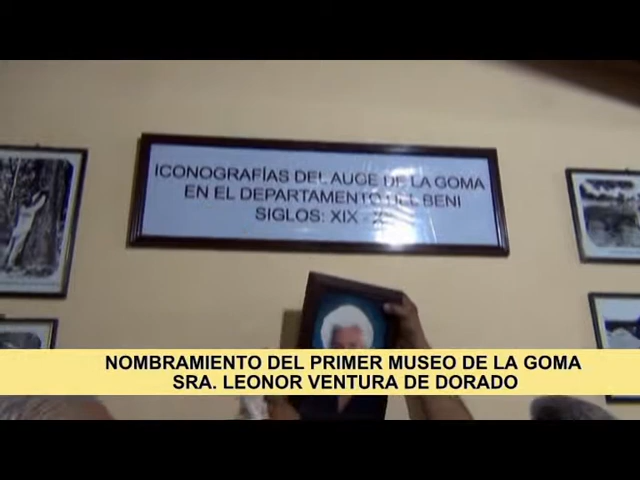 ICONOGRAFÍAS DEL AUGE DE LA GOMA
EN EL DEPARTAMENTO DEL BENI
SIGLOS: XIX -
NOMBRAMIENTO DEL PRIMER MUSEO DE LA GOMA
SRA. LEONOR VENTURA DE DORADO